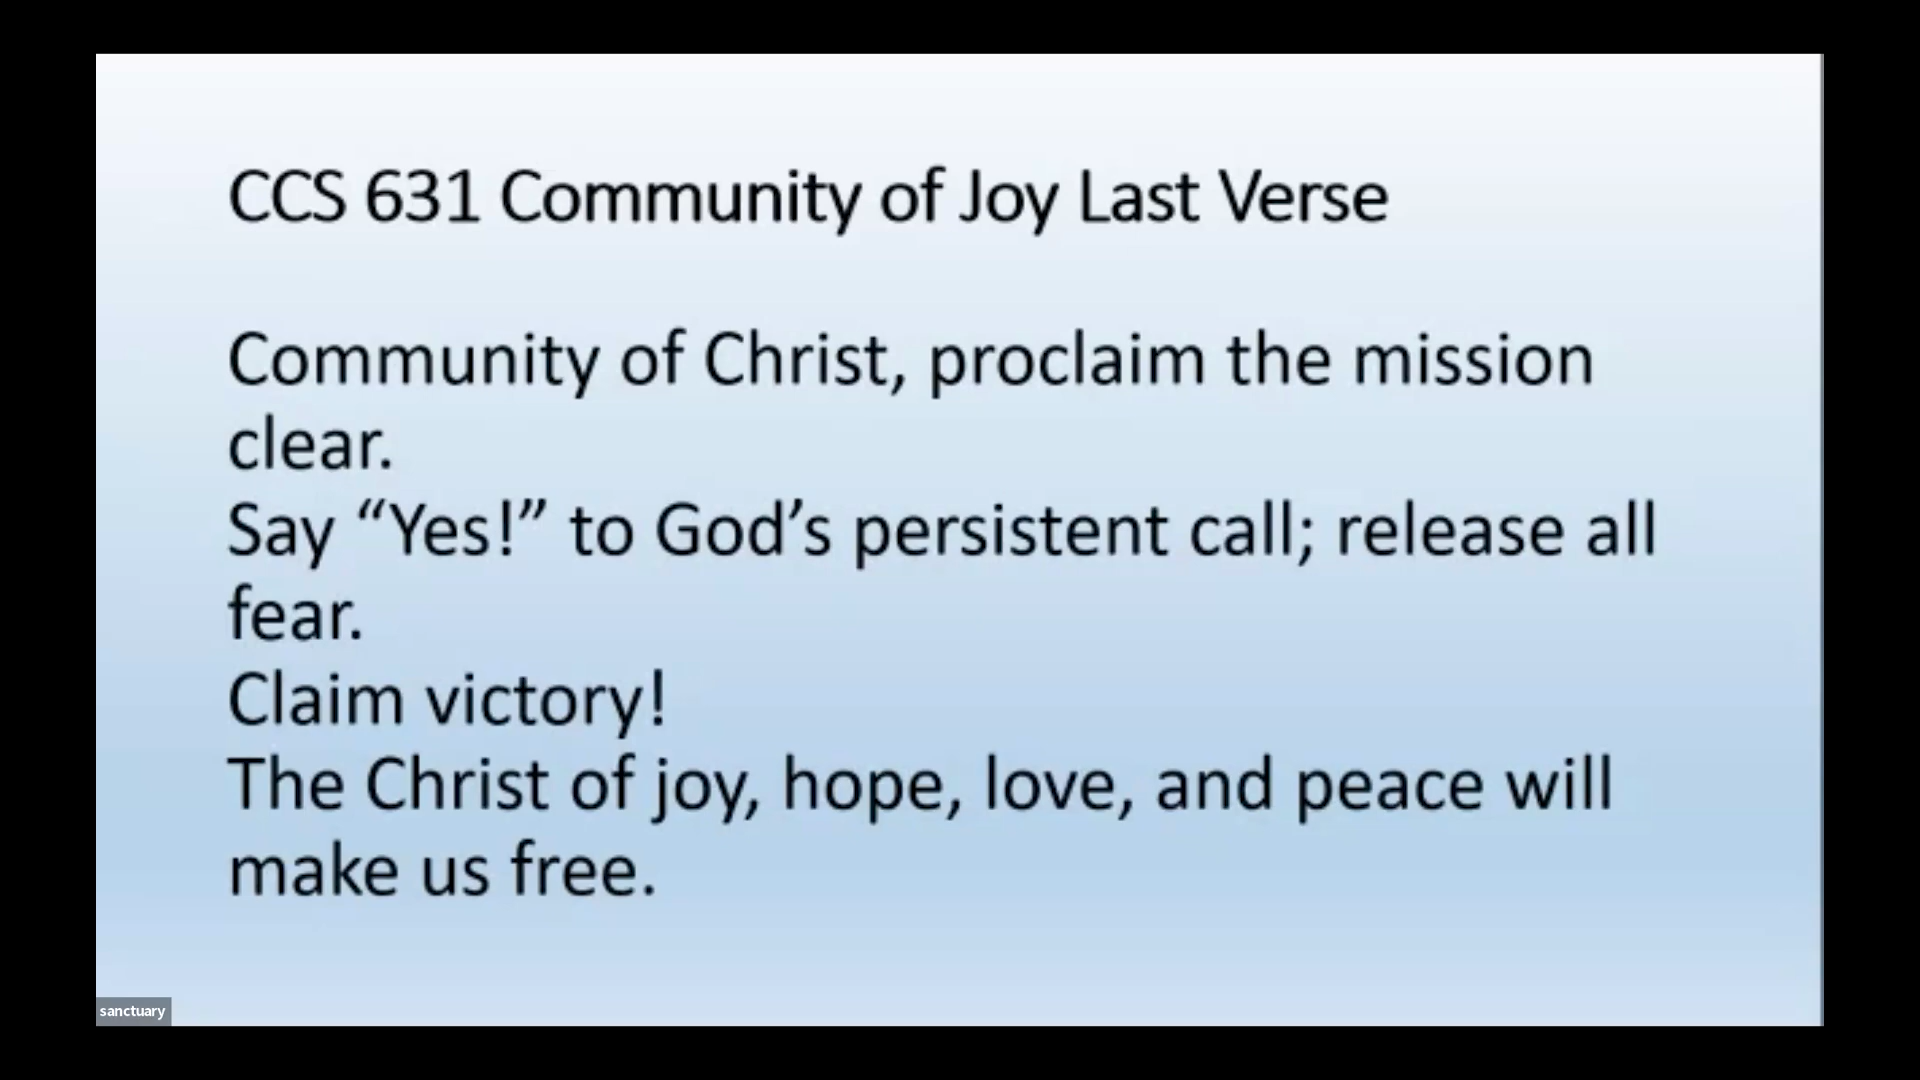 CCS 631 Community of Joy Last Verse
Community of Christ, proclaim the mission
clear.
Say “Yes!” to God’s persistent call; release all
fear.
Claim victory!
The Christ of joy, hope, love, and peace will
make us free.
sanctuary